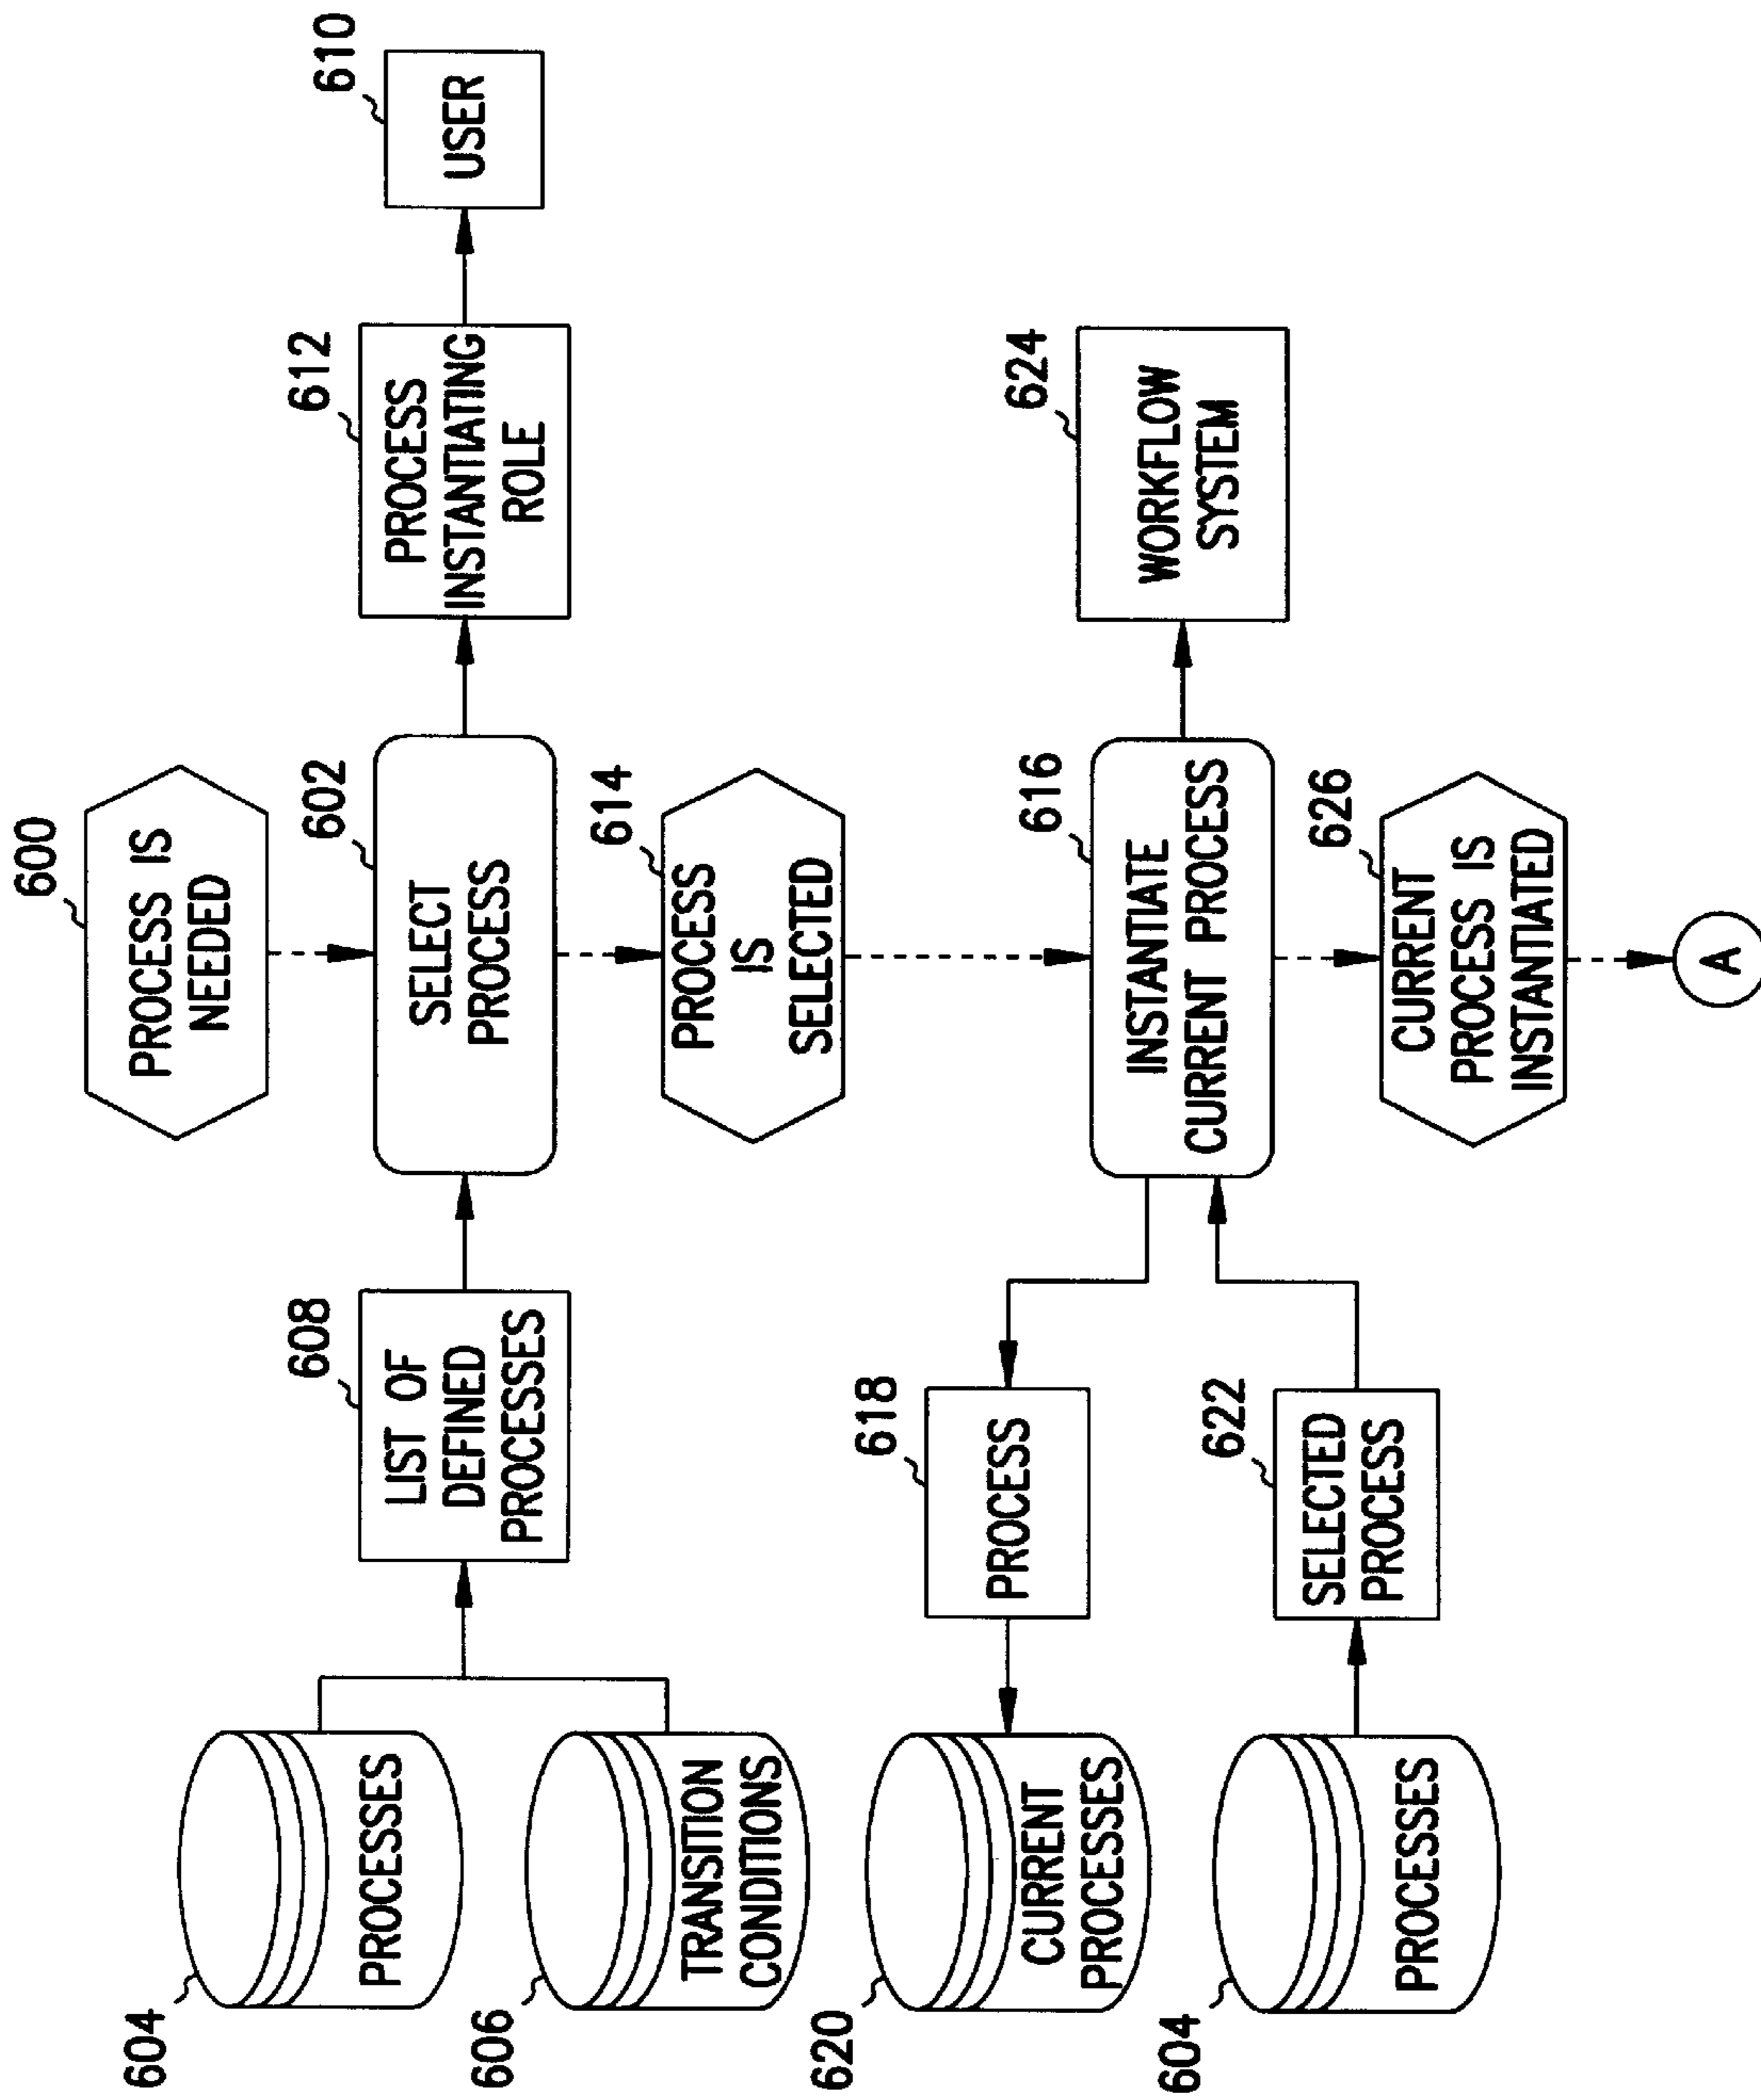 600
PROCESS IS
NEEDED
604
PROCESSES
606
TRANSITION
CONDITIONS
608
LIST OF
DEFINED
PROCESSES
602
SELECT
PROCESS
612
PROCESS
INSTANTIATING
ROLE
610
USER
614
PROCESS
IS
SELECTED
620
CURRENT
PROCESSES
618
PROCESS
616
INSTANTIATE
CURRENT PROCESS
624
WORKFLOW
SYSTEM
604
PROCESSES
622
SELECTED
PROCESS
626
CURRENT
PROCESS IS
INSTANTIATED
A